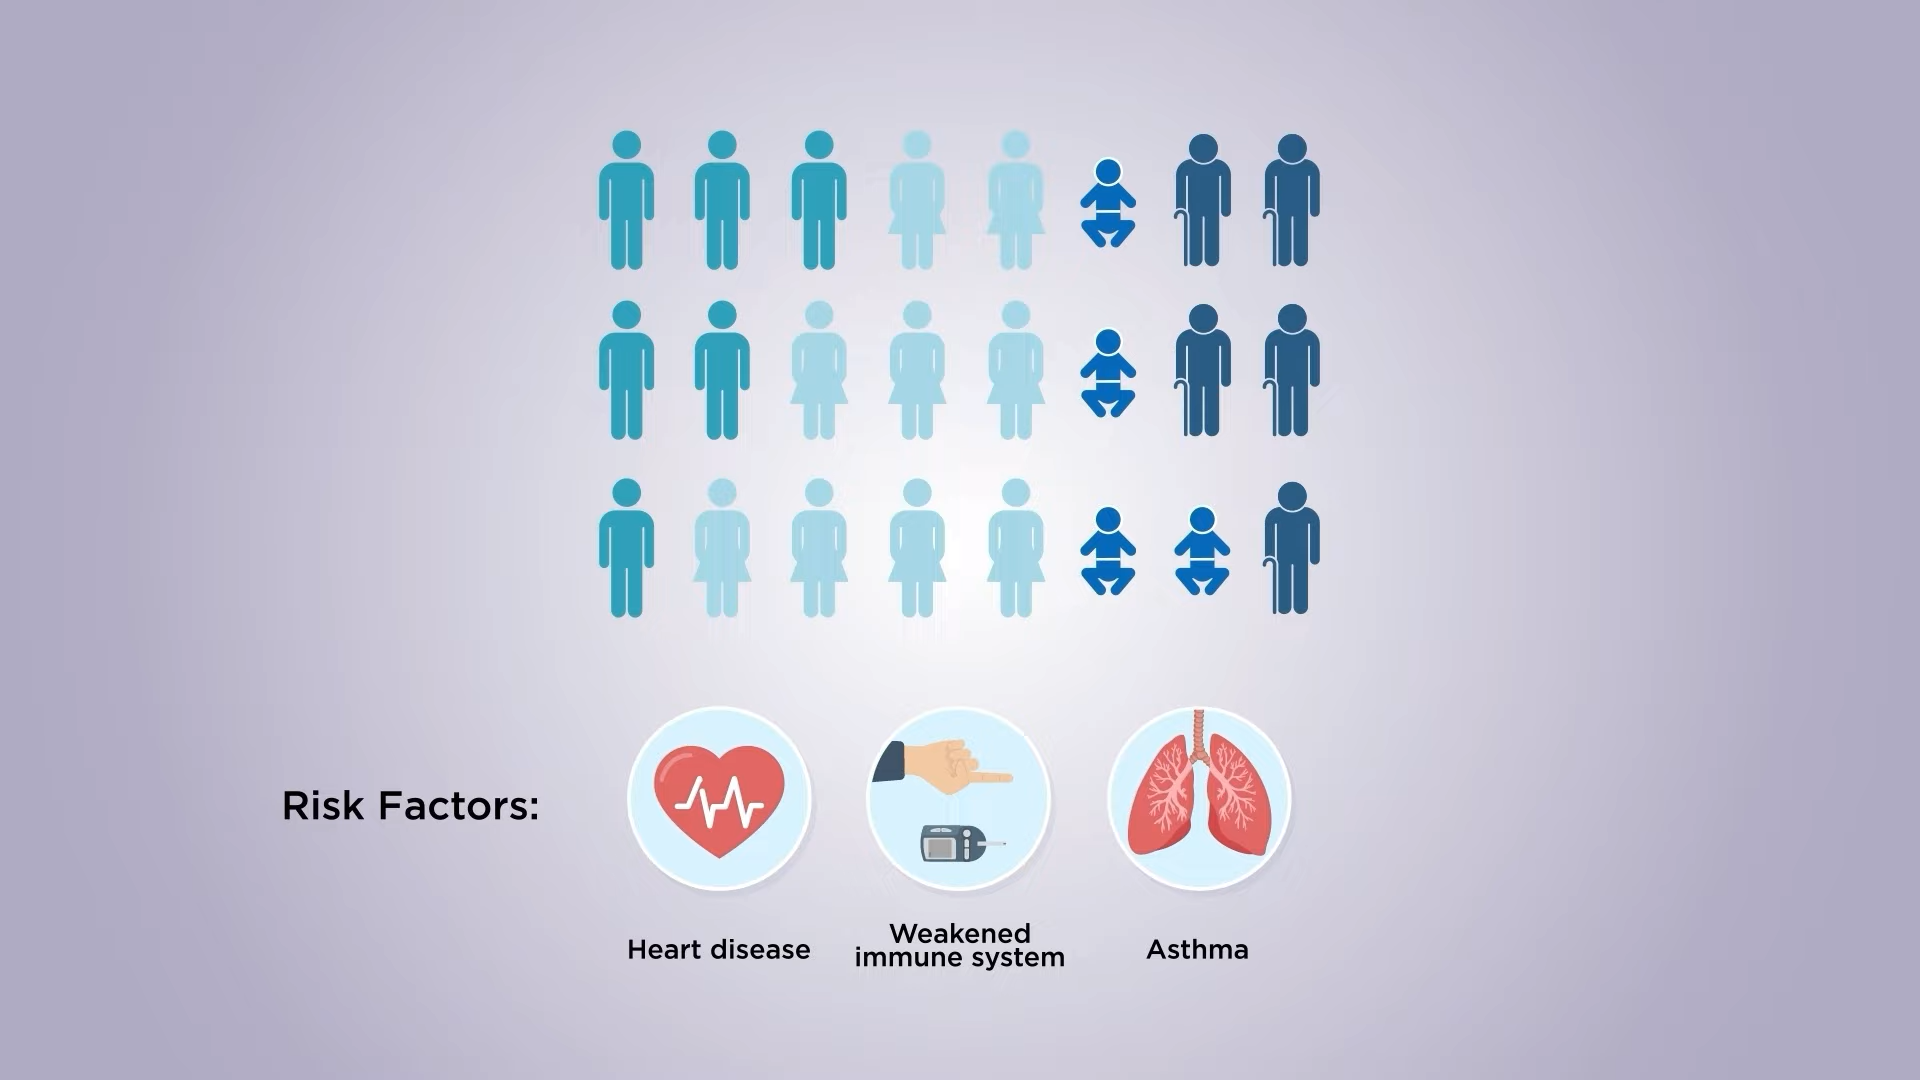 Risk Factors:
Heart disease
Weakened
immune system
Asthma